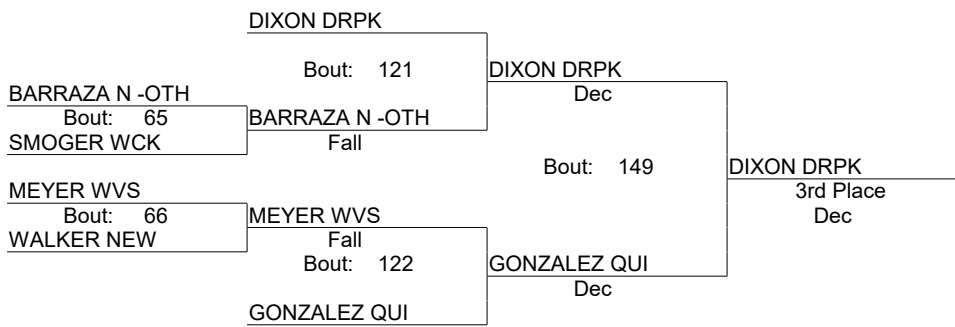 DIXON DRPK
Bout: 121
DIXON DRPK
BARRAZA N -OTH
Dec
Bout: 65
BARRAZA N -OTH
SMOGER WCK
Fall
Bout: 149
DIXON DRPK
MEYER WVS
3rd Place
Bout: 66
MEYER WVS
Dec
WALKER NEW
Fall
Bout: 122
GONZALEZ QUI
Dec
GONZALEZ QUI